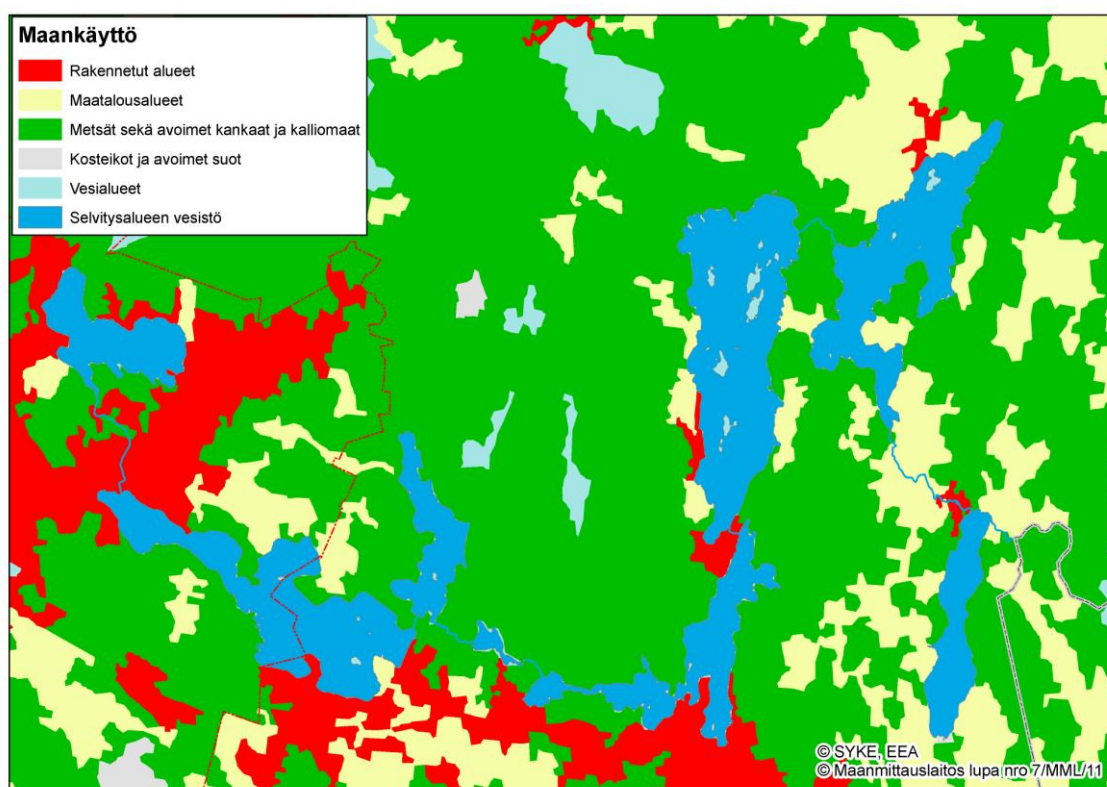 Maankäyttö
Rakennetut alueet
Maatalousalueet
Metsät sekä avoimet kankaat ja kalliomaat
Kosteikot ja avoimet suot
Vesialueet
Selvitysalueen vesistö
© SYKE, EEA
© Maanmittauslaitos lupa nro 7/MML/11